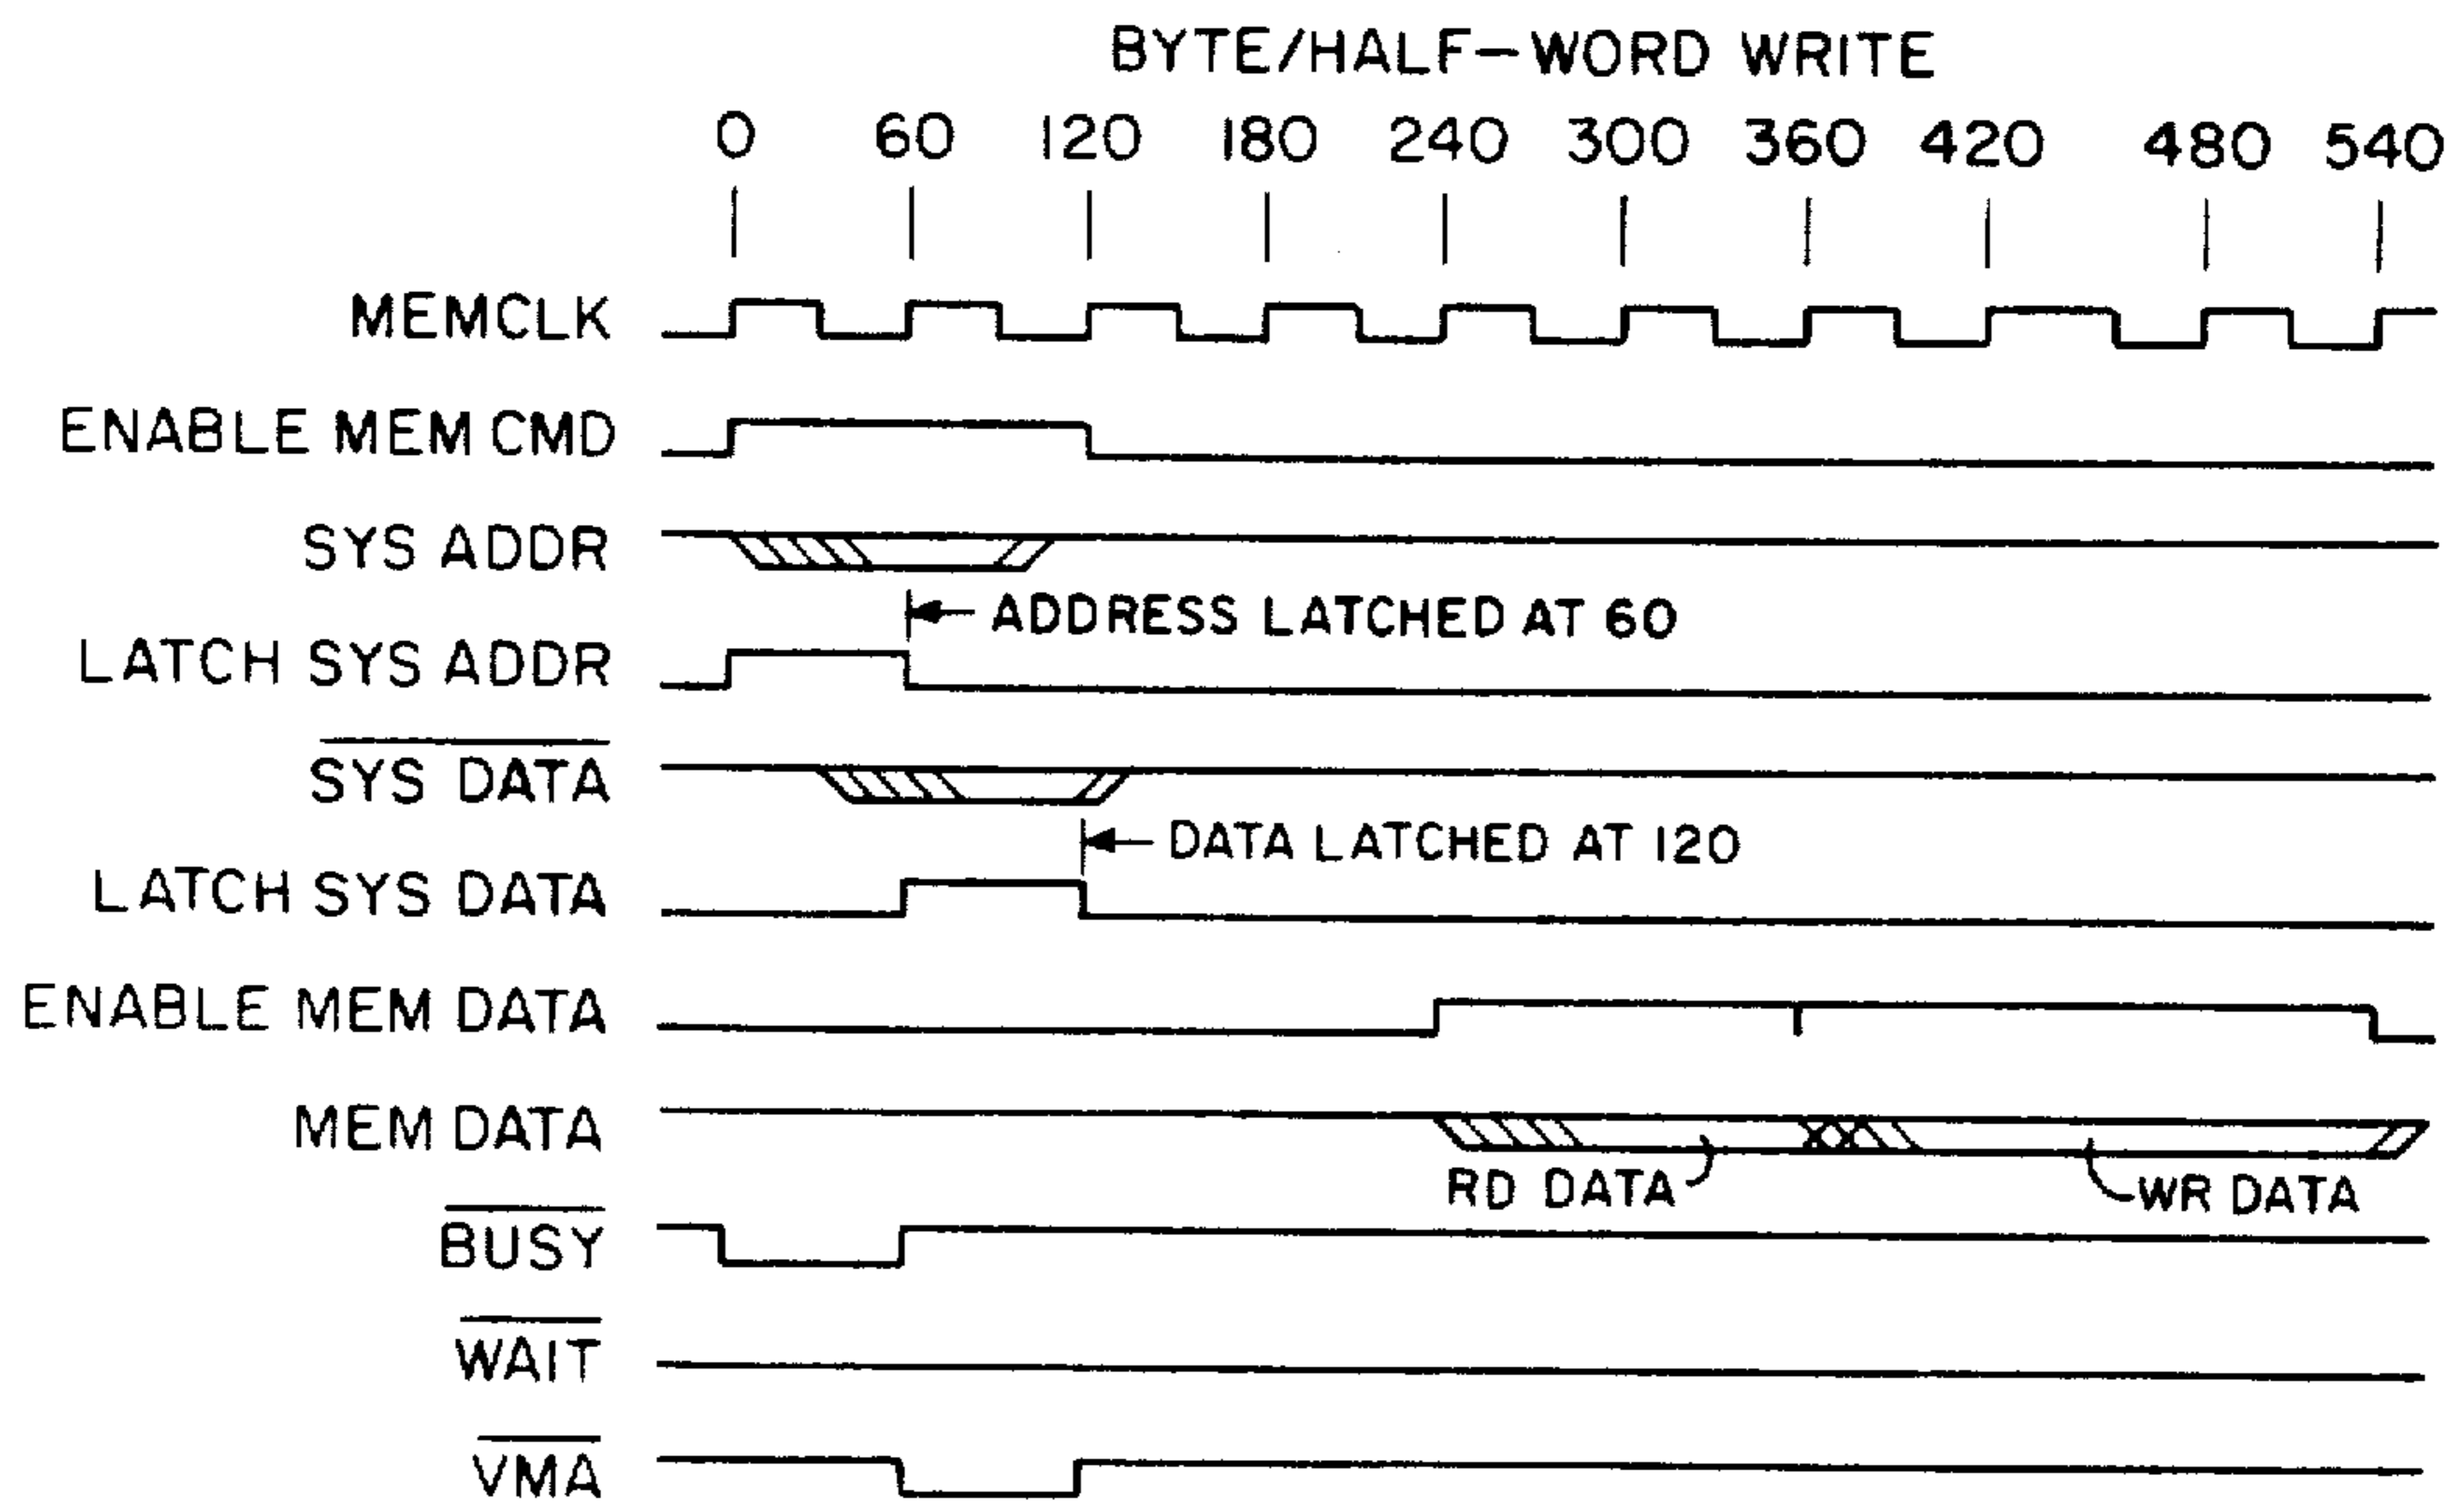 BYTE/HALF-WORD WRITE
0 60 120 180 240 300 360 420 480 540
MEMCLK
ENABLE MEM CMD
SYS ADDR
ADDRESS LATCHED AT 60
LATCH SYS ADDR
SYS DATA
DATA LATCHED AT 120
LATCH SYS DATA
ENABLE MEM DATA
MEM DATA
RD DATA
WR DATA
BUSY
WAIT
VMA